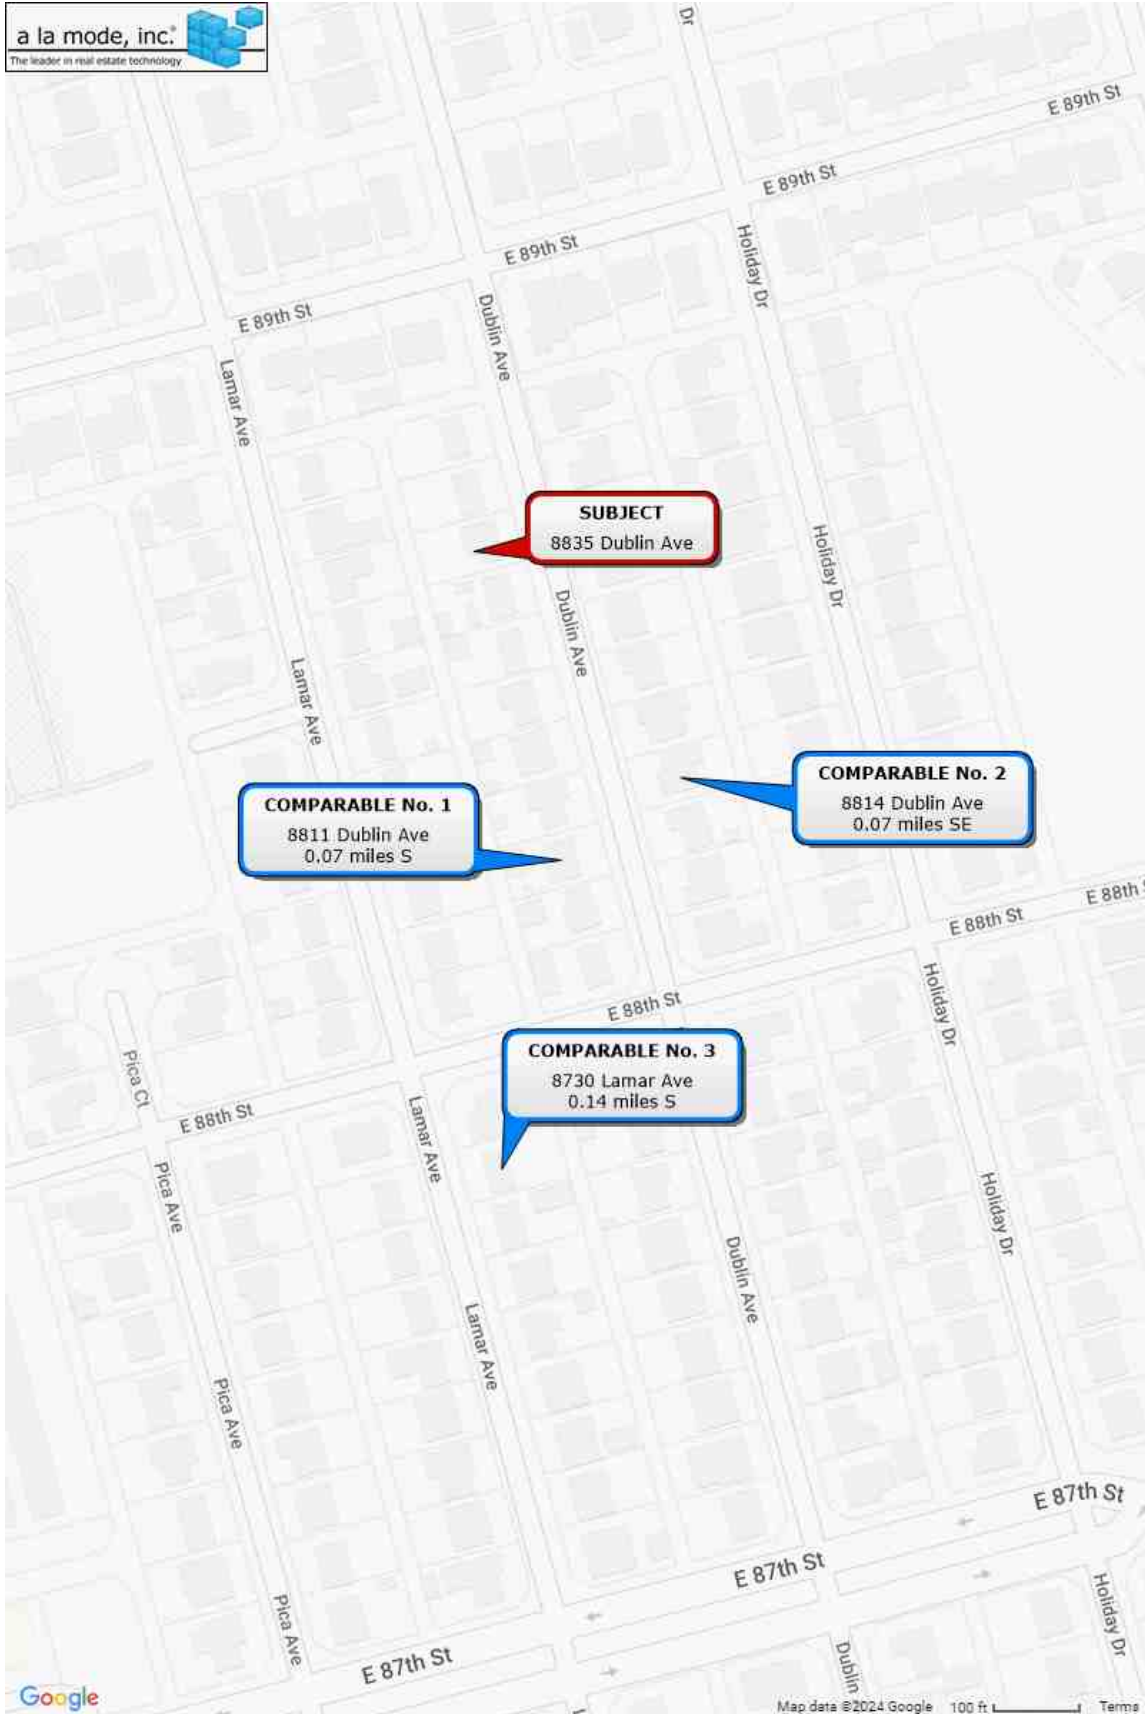 a la mode, inc.®
The leader in real estate technology
Dr
E 89th St
E 89th St
Holiday Dr
E 89th St
Dublin Ave
E 89th St
Lamar Ave
SUBJECT
8835 Dublin Ave
Holiday Dr
Dublin Ave
Lamar Ave
COMPARABLE No. 2
8814 Dublin Ave
0.07 miles SE
COMPARABLE No. 1
8811 Dublin Ave
0.07 miles S
E 88th S
E 88th St
Holiday Dr
E 88th St
COMPARABLE No. 3
8730 Lamar Ave
0.14 miles S
Pica Ct
E 88th St
Lamar Ave
Pica Ave
Holiday Dr
Dublin Ave
Lamar Ave
Pica Ave
E 87th St
E 87th St
Holiday Dr
Pica Ave
E 87th St
Dublin
Google
Map data ©2024 Google
100 ft
Terms